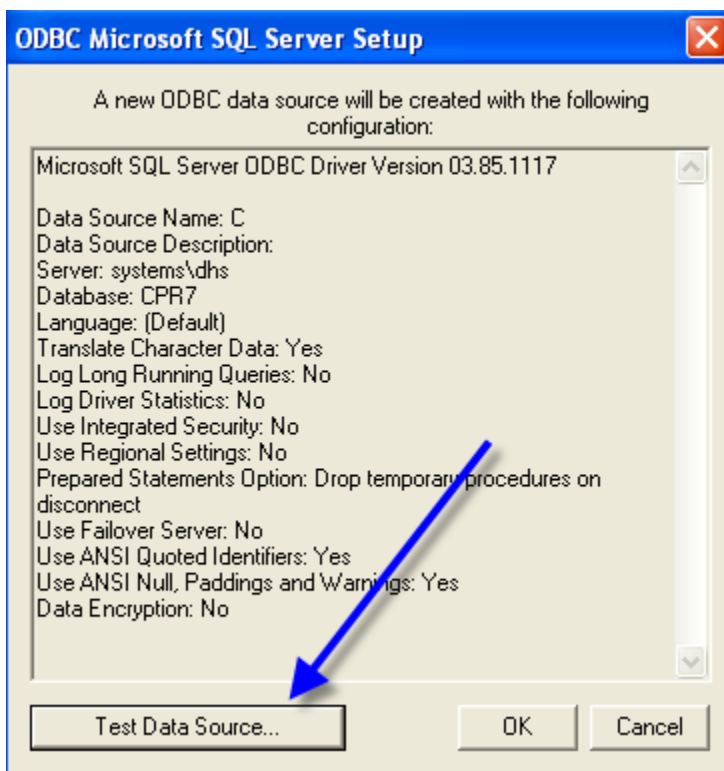 ODBC Microsoft SQL Server Setup
A new ODBC data source will be created with the following
configuration:
Microsoft SQL Server ODBC Driver Version 03.85.1117
Data Source Name: C
Data Source Description:
Server: systems\dhs
Database: CPR7
Language: (Default)
Translate Character Data: Yes
Log Long Running Queries: No
Log Driver Statistics: No
Use Integrated Security: No
Use Regional Settings: No
Prepared Statements Option: Drop temporary procedures on
disconnect
Use Failover Server: No
Use ANSI Quoted Identifiers: Yes
Use ANSI Null, Paddings and Warnings: Yes
Data Encryption: No
Test Data Source...
OK
Cancel